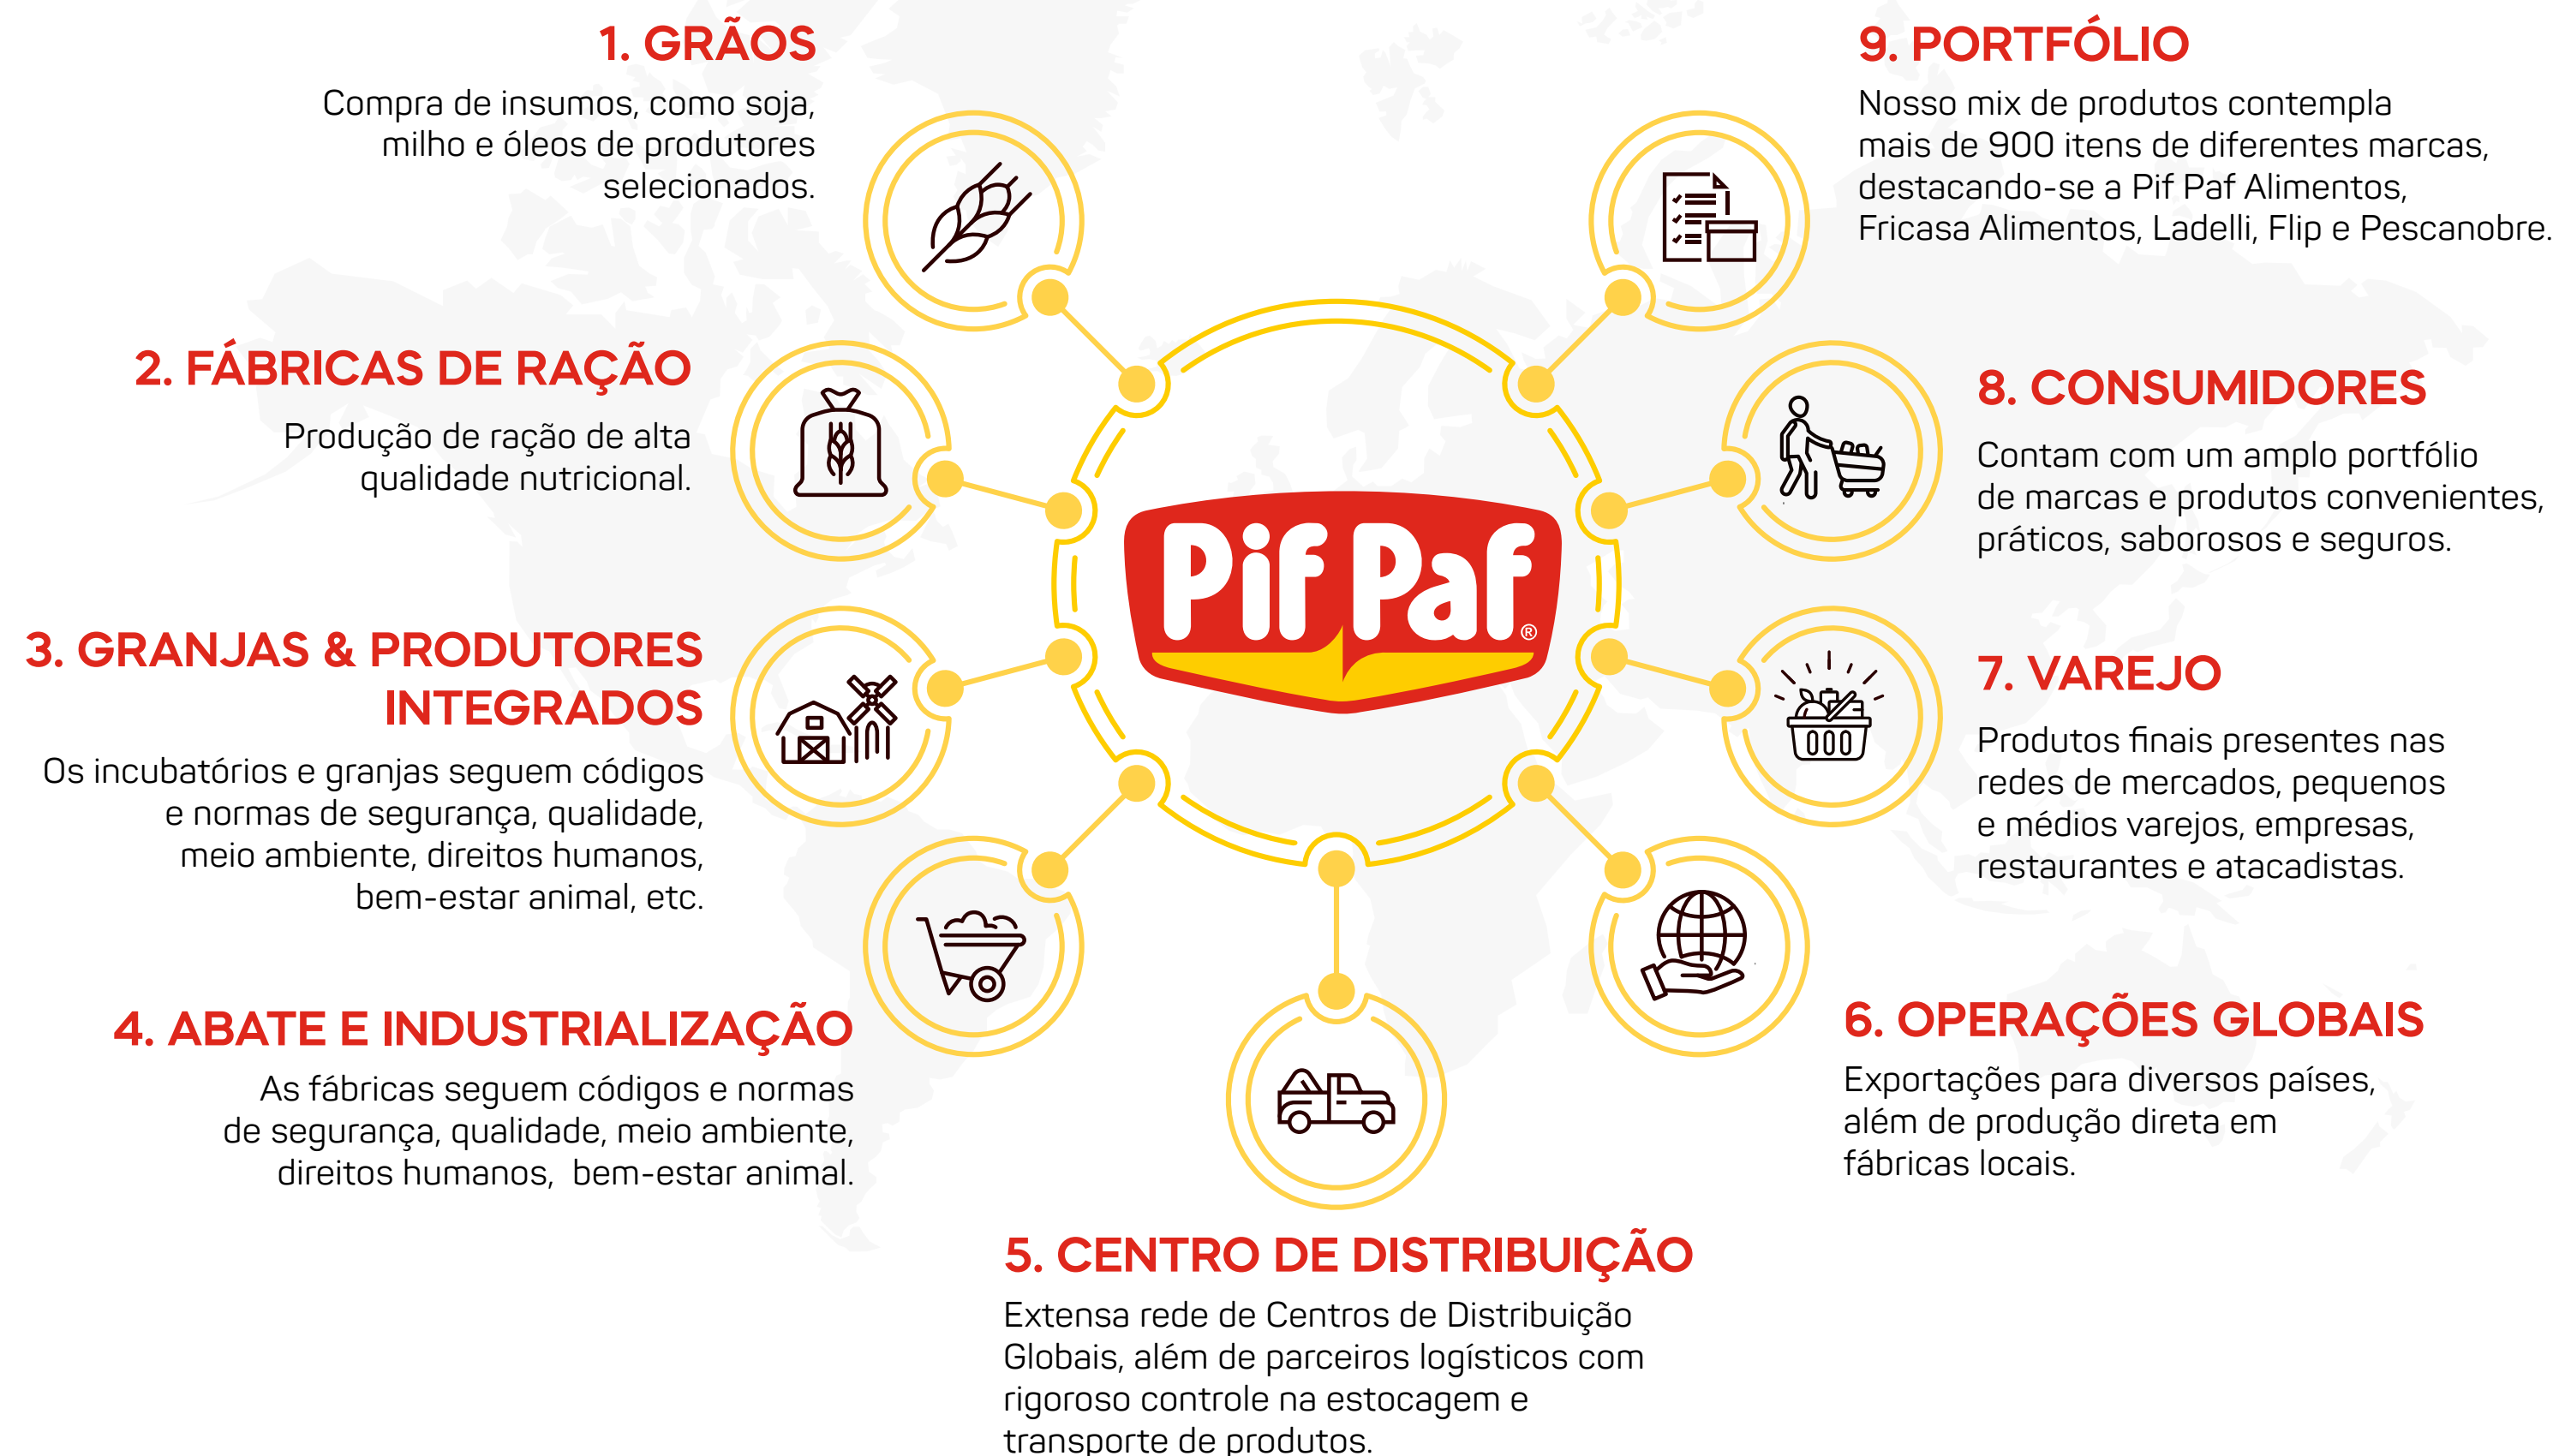 1. GRÃOS
Compra de insumos, como soja,
milho e óleos de produtores
selecionados.
2. FÁBRICAS DE RAÇÃO
Produção de ração de alta
qualidade nutricional.
3. GRANJAS & PRODUTORES
INTEGRADOS
Os incubatórios e granjas seguem códigos
e normas de segurança, qualidade,
meio ambiente, direitos humanos,
bem-estar animal, etc.
4. ABATE E INDUSTRIALIZAÇÃO
As fábricas seguem códigos e normas
de segurança, qualidade, meio ambiente,
direitos humanos, bem-estar animal.
Pif Paf®
5. CENTRO DE DISTRIBUIÇÃO
Extensa rede de Centros de Distribuição
Globais, além de parceiros logísticos com
rigoroso controle na estocagem e
transporte de produtos.
6. OPERAÇÕES GLOBAIS
Exportações para diversos países,
além de produção direta em
fábricas locais.
7. VAREJO
Produtos finais presentes nas
redes de mercados, pequenos
e médios varejos, empresas,
restaurantes e atacadistas.
8. CONSUMIDORES
Contam com um amplo portfólio
de marcas e produtos convenientes,
práticos, saborosos e seguros.
9. PORTFÓLIO
Nosso mix de produtos contempla
mais de 900 itens de diferentes marcas,
destacando-se a Pif Paf Alimentos,
Fricasa Alimentos, Ladelli, Flip e Pescanobre.